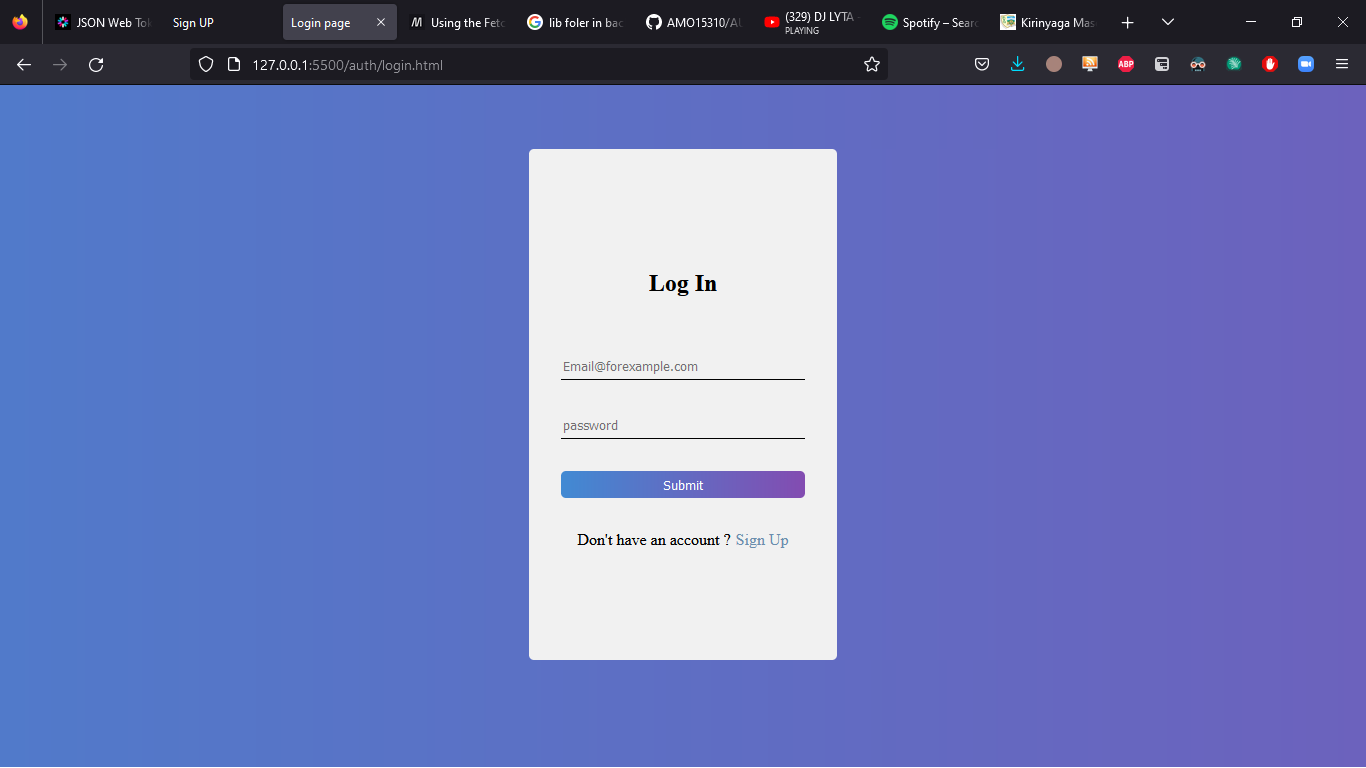 JSON Web Tok
Sign UP
Login page
Using the Fetc
lib foler in bac
AMO15310/AU
(329) DJ LYTA -
PLAYING
Spotify – Searc
Kirinyaga Mas
127.0.0.1:5500/auth/login.html
ABP
Log In
Email@forexample.com
password
Submit
Don't have an account ? Sign Up